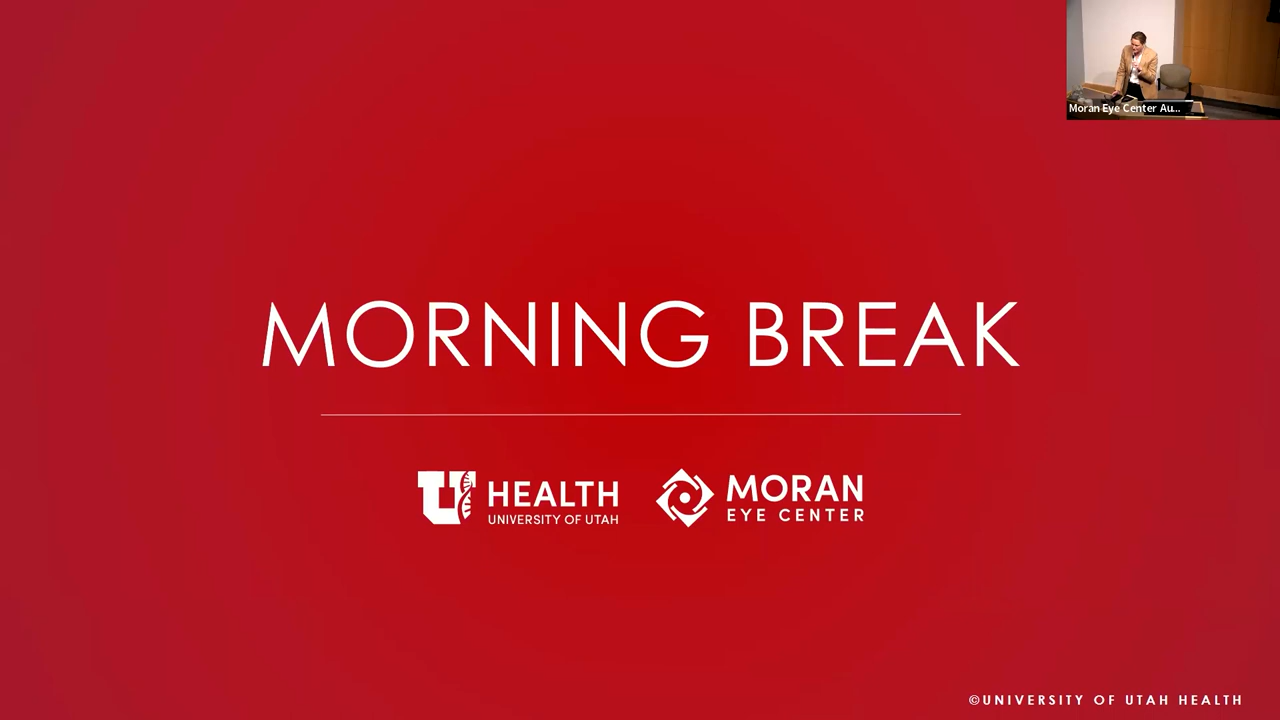 Moran Eye Center Au...
MORNING BREAK
U HEALTH
UNIVERSITY OF UTAH
MORAN
EYE CENTER
©UNIVERSITY OF UTAH HEALTH